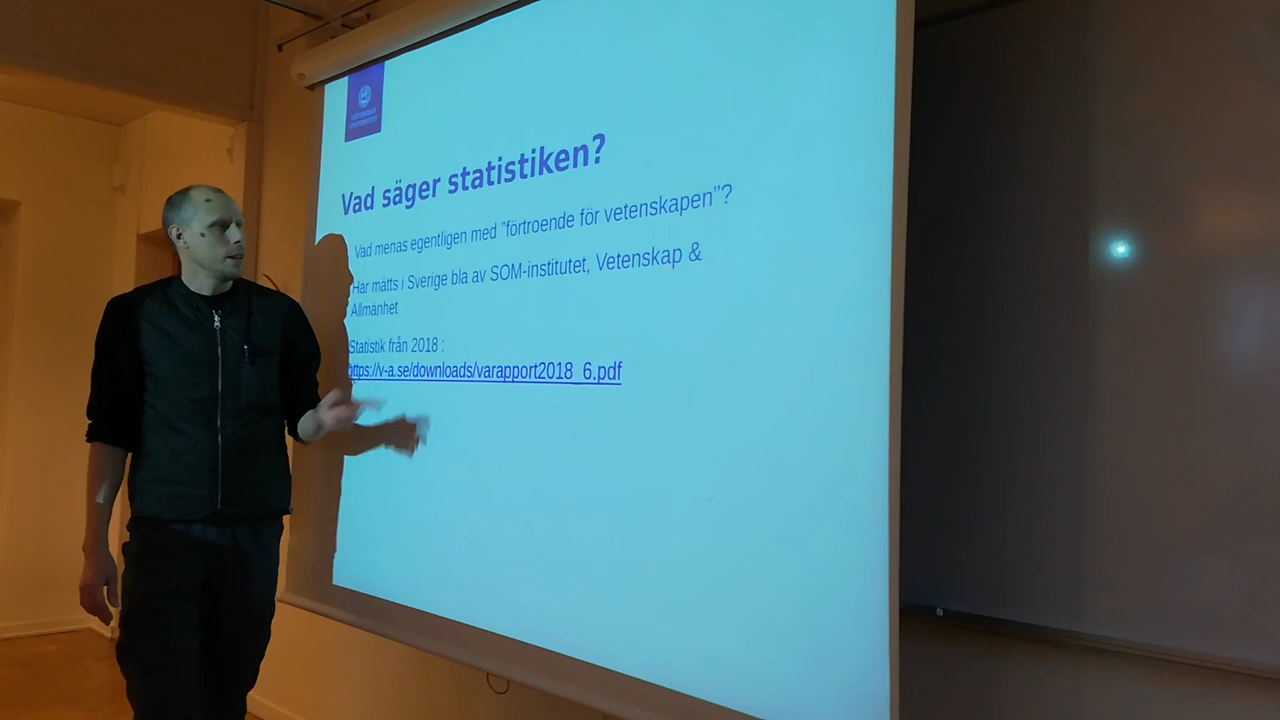 Vad säger statistiken?
Vad menas egentligen med "förtroende för vetenskapen"?
Har mätts i Sverige bla av SOM-institutet, Vetenskap &
Allmänhet
Statistik från 2018 :
https://v-a.se/downloads/varapport2018_6.pdf